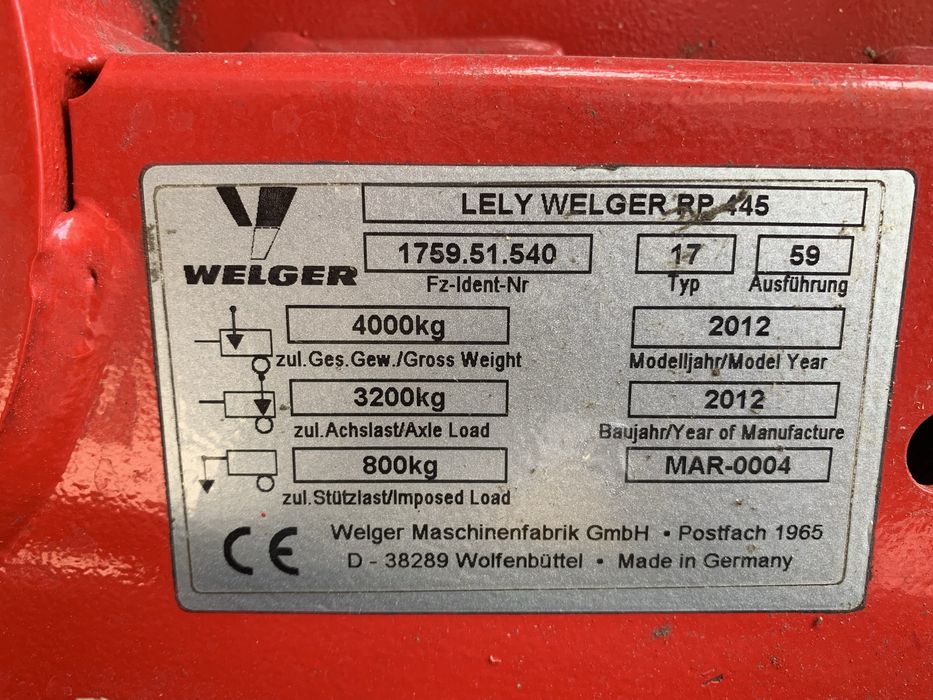 LELY WELGER RP 445
WELGER
1759.51.540 17 59
Fz-Ident-Nr Typ Ausführung
4000kg 2012
zul.Ges.Gew./Gross Weight Modelljahr/Model Year
3200kg 2012
zul.Achslast/Axle Load Baujahr/Year of Manufacture
800kg MAR-0004
zul.Stützlast/Imposed Load
CE Welger Maschinenfabrik GmbH • Postfach 1965
D - 38289 Wolfenbüttel • Made in Germany